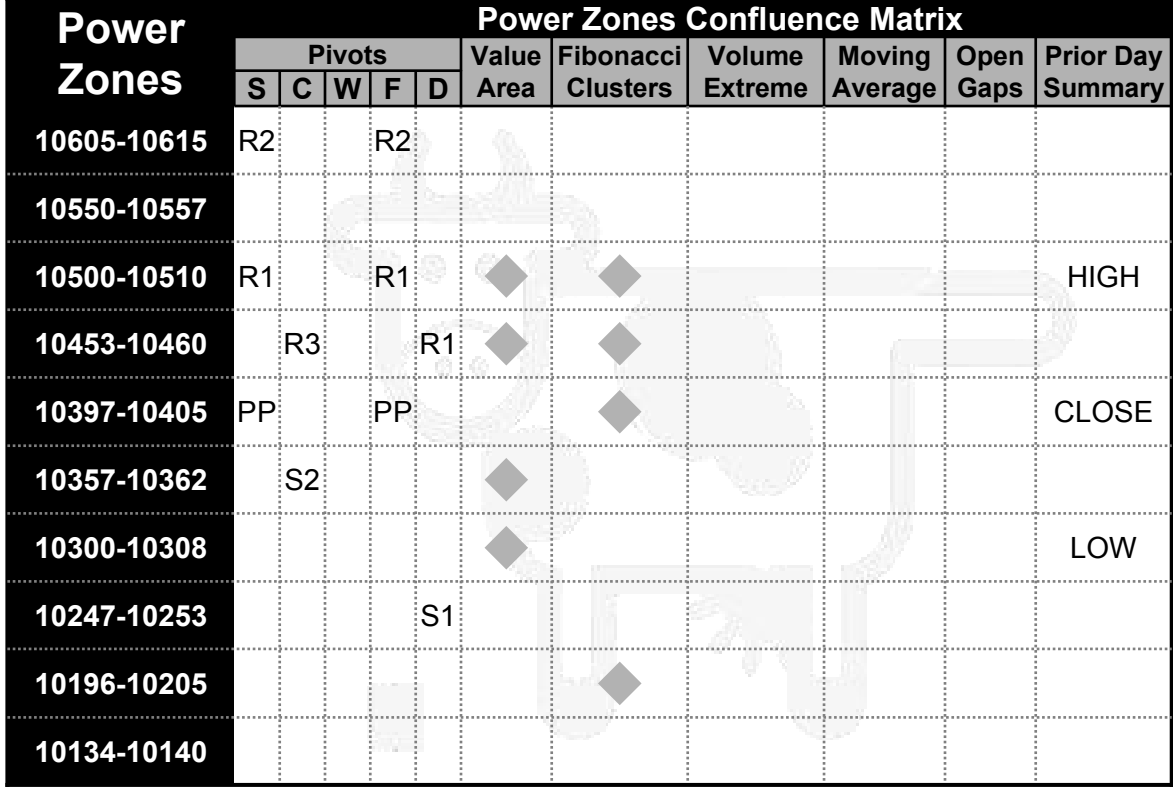 Power Zones
Power Zones Confluence Matrix
Pivots Value Area Fibonacci Clusters Volume Extreme Moving Average Open Gaps Prior Day Summary
S C W F D
10605-10615 R2 R2
10550-10557
10500-10510 R1 R1 HIGH
10453-10460 R3 R1
10397-10405 PP PP CLOSE
10357-10362 S2
10300-10308 LOW
10247-10253 S1
10196-10205
10134-10140